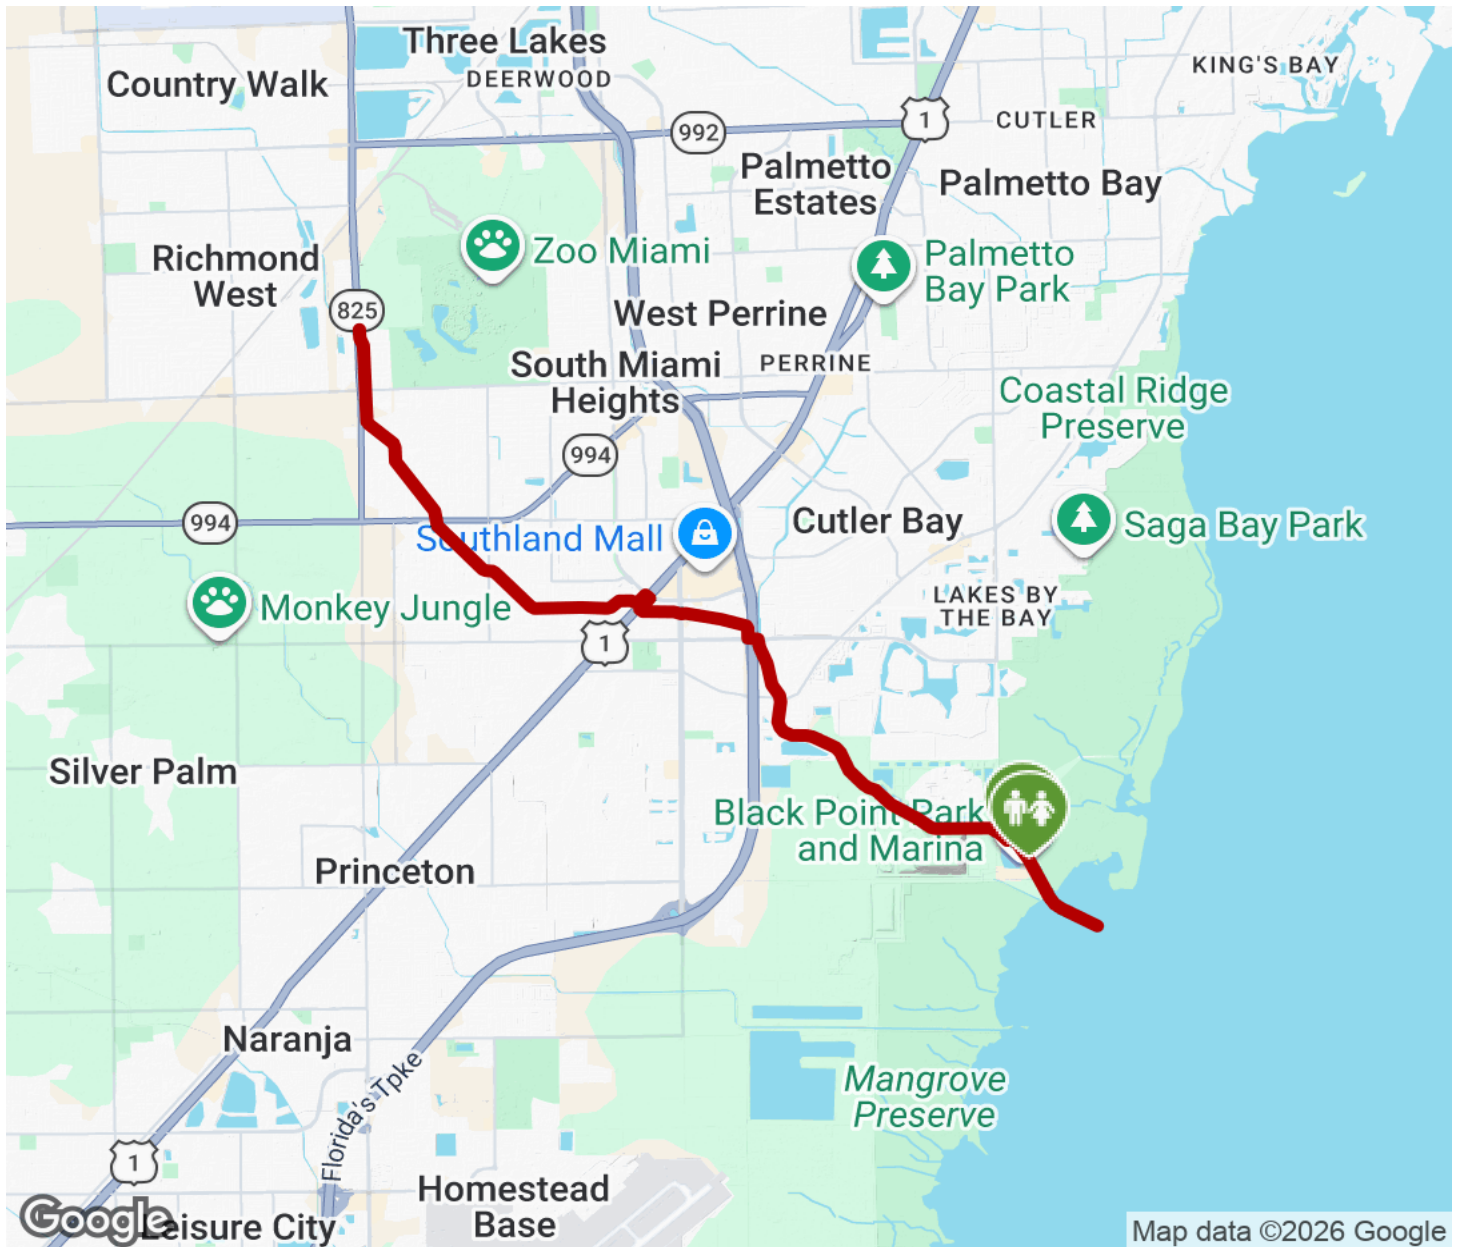 Three Lakes
DEERWOOD
Country Walk
KING'S BAY
992
1
CUTLER
Palmetto
Estates
Palmetto Bay
Richmond
West
Zoo Miami
Palmetto
Bay Park
825
West Perrine
PERRINE
South Miami
Heights
Coastal Ridge
Preserve
994
994
Southland Mall
Cutler Bay
Saga Bay Park
Monkey Jungle
LAKES BY
THE BAY
1
Silver Palm
Black Point Park
and Marina
Princeton
Naranja
Florida's Tpke
Mangrove
Preserve
1
Homestead
Base
Google
Leisure City
Map data ©2026 Google